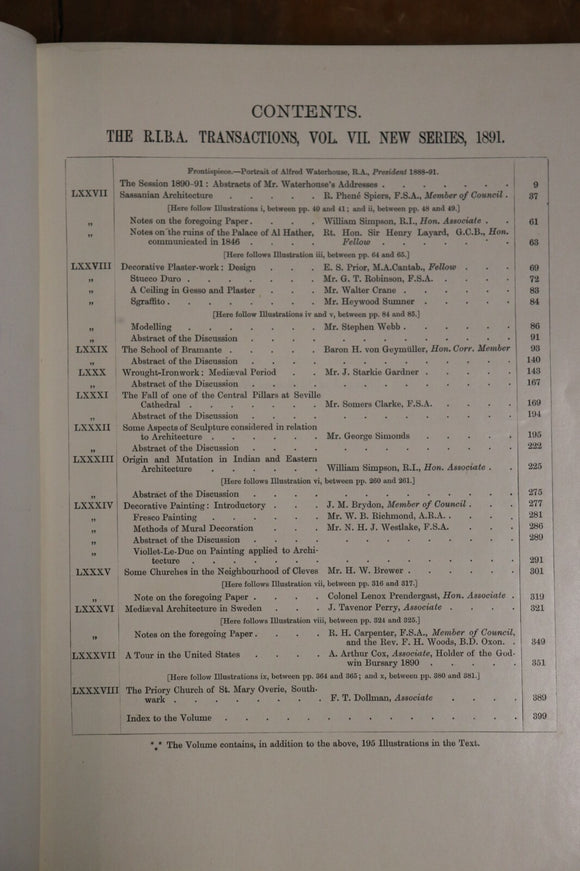 CONTENTS.
THE R.I.B.A. TRANSACTIONS, VOL. VII. NEW SERIES, 1891.
Frontispiece.—Portrait of Alfred Waterhouse, R.A., President 1888-91.
The Session 1890-91: Abstracts of Mr. Waterhouse's Addresses . . . . . . . 9
LXXVII Sassanian Architecture . . . . . R. Phené Spiers, F.S.A., Member of Council . 37
[Here follow Illustrations i, between pp. 40 and 41; and ii, between pp. 48 and 49.]
„ Notes on the foregoing Paper . . . . William Simpson, R.I., Hon. Associate . . 61
„ Notes on the ruins of the Palace of Al Hather, Rt. Hon. Sir Henry Layard, G.C.B., Hon.
communicated in 1846 . . . . Fellow . . . . . . . 63
[Here follows Illustration iii, between pp. 64 and 65.]
LXXVIII Decorative Plaster-work: Design . . . E. S. Prior, M.A.Cantab., Fellow . . . 69
„ Stucco Duro . . . . . . Mr. G. T. Robinson, F.S.A. . . . . 72
„ A Ceiling in Gesso and Plaster . . . Mr. Walter Crane . . . . . 83
„ Sgraffito . . . . . . . Mr. Heywood Sumner . . . . 84
[Here follow Illustrations iv and v, between pp. 84 and 85.]
„ Modelling . . . . . . Mr. Stephen Webb . . . . . 86
„ Abstract of the Discussion . . . . . . . . . . . 91
LXXIX The School of Bramante . . . . . Baron H. von Geymüller, Hon. Corr. Member 93
„ Abstract of the Discussion . . . . . . . . . . . 140
LXXX Wrought-Ironwork: Mediæval Period . . Mr. J. Starkie Gardner . . . . . 143
„ Abstract of the Discussion . . . . . . . . . . . 167
LXXXI The Fall of one of the Central Pillars at Seville
Cathedral . . . . . . Mr. Somers Clarke, F.S.A. . . . . 169
„ Abstract of the Discussion . . . . . . . . . . . 194
LXXXII Some Aspects of Sculpture considered in relation
to Architecture . . . . . Mr. George Simonds . . . . . 195
„ Abstract of the Discussion . . . . . . . . . . . 222
LXXXIII Origin and Mutation in Indian and Eastern
Architecture . . . . . . William Simpson, R.I., Hon. Associate . . 225
[Here follows Illustration vi, between pp. 260 and 261.]
„ Abstract of the Discussion . . . . . . . . . . . 275
LXXXIV Decorative Painting: Introductory . . . J. M. Brydon, Member of Council . . . 277
„ Fresco Painting . . . . . . Mr. W. B. Richmond, A.R.A. . . . . 281
„ Methods of Mural Decoration . . . Mr. N. H. J. Westlake, F.S.A. . . . 286
„ Abstract of the Discussion . . . . . . . . . . . 289
„ Viollet-Le-Duc on Painting applied to Archi-
tecture . . . . . . . . . . . . . 291
LXXXV Some Churches in the Neighbourhood of Cleves Mr. H. W. Brewer . . . . . 301
[Here follows Illustration vii, between pp. 316 and 317.]
„ Note on the foregoing Paper . . . . Colonel Lenox Prendergast, Hon. Associate . 319
LXXXVI Mediæval Architecture in Sweden . . . J. Tavenor Perry, Associate . . . . 321
[Here follows Illustration viii, between pp. 324 and 325.]
„ Notes on the foregoing Paper . . . . R. H. Carpenter, F.S.A., Member of Council,
and the Rev. F. H. Woods, B.D. Oxon. . 349
LXXXVII A Tour in the United States . . . . A. Arthur Cox, Associate, Holder of the God-
win Bursary 1890 . . . . . 351
[Here follow Illustrations ix, between pp. 364 and 365; and x, between pp. 380 and 381.]
LXXXVIII The Priory Church of St. Mary Overie, South-
wark . . . . . . . F. T. Dollman, Associate . . . . 389
Index to the Volume . . . . . . . . . . . . . 399
*** The Volume contains, in addition to the above, 195 Illustrations in the Text.